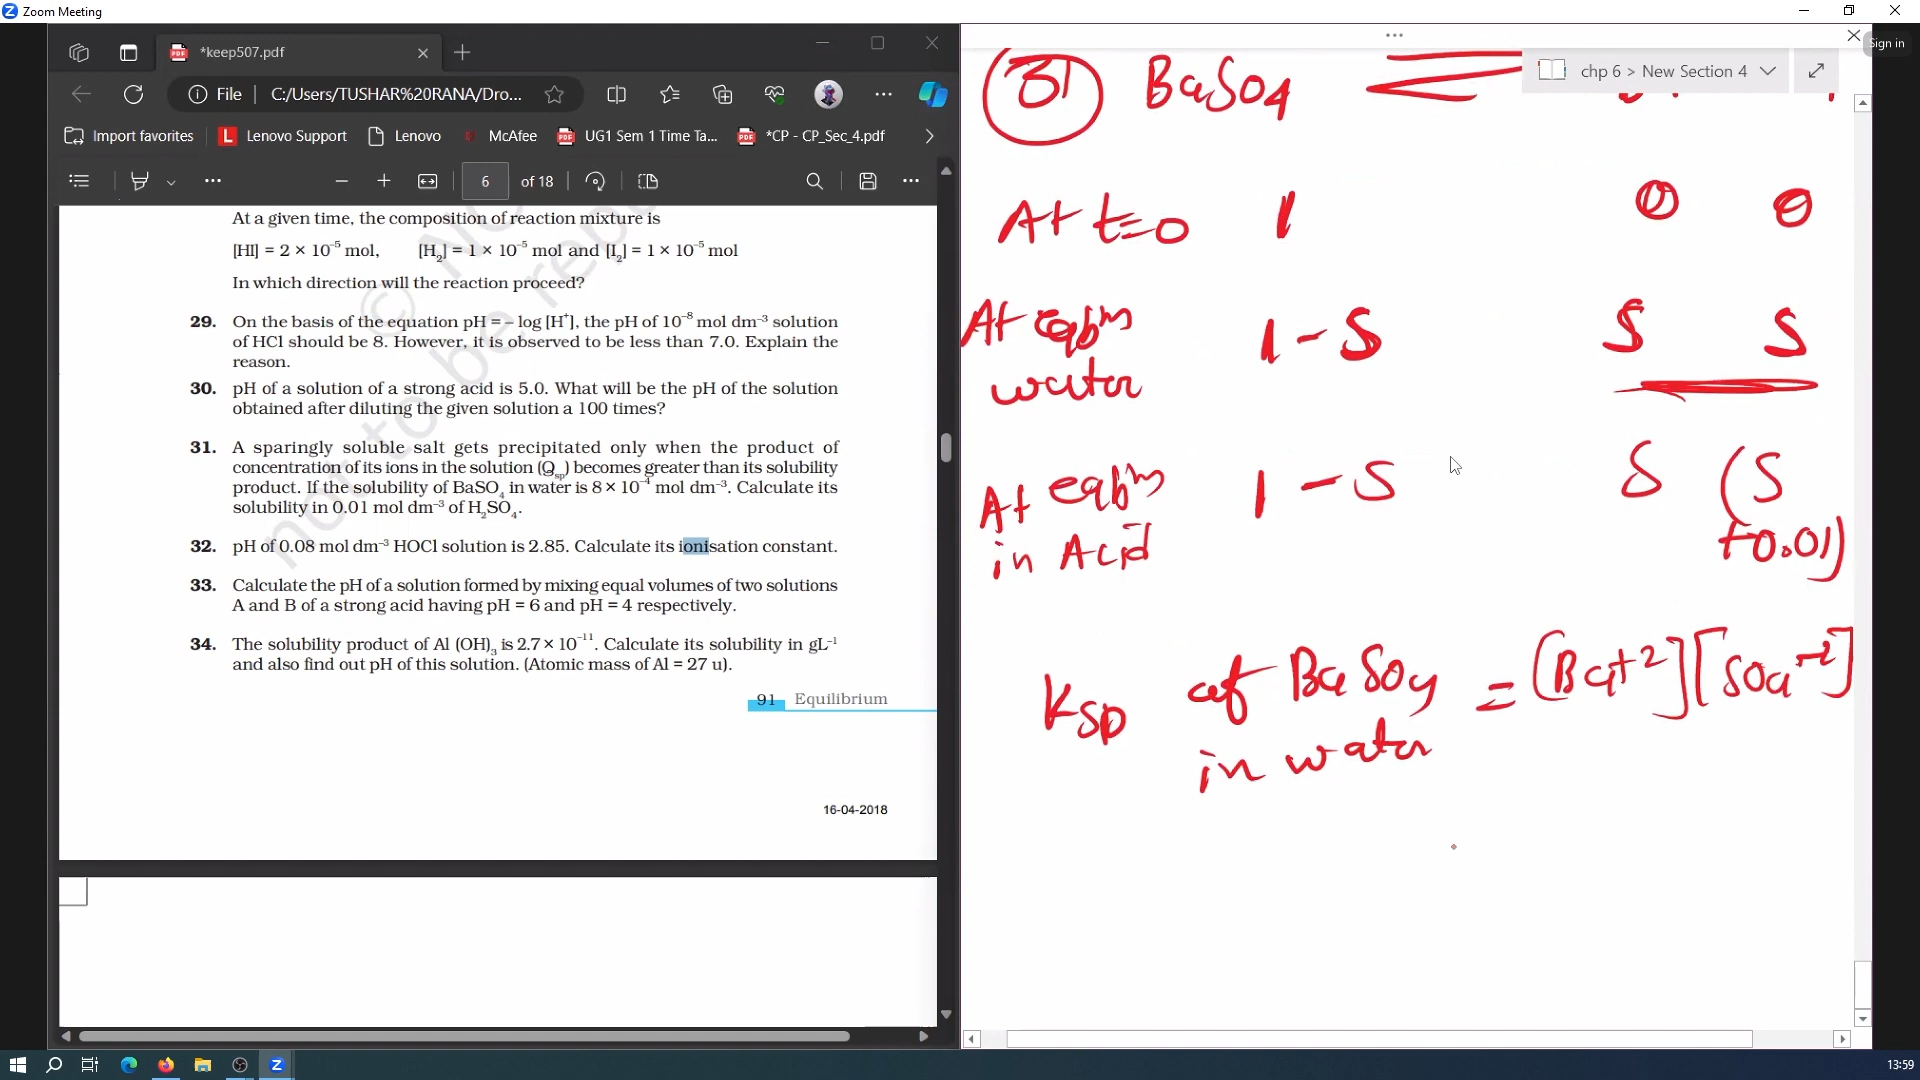 Zoom Meeting
Sign in
*keep507.pdf
File
C:/Users/TUSHAR%20RANA/Dro...
Import favorites
Lenovo Support
Lenovo
McAfee
UG1 Sem 1 Time Ta...
*CP - CP_Sec_4.pdf
6 of 18
At a given time, the composition of reaction mixture is
[HI] = 2 × 10⁻⁵ mol, [H₂] = 1 × 10⁻⁵ mol and [I₂] = 1 × 10⁻⁵ mol
In which direction will the reaction proceed?
29. On the basis of the equation pH = – log [H⁺], the pH of 10⁻⁸ mol dm⁻³ solution
of HCl should be 8. However, it is observed to be less than 7.0. Explain the
reason.
30. pH of a solution of a strong acid is 5.0. What will be the pH of the solution
obtained after diluting the given solution a 100 times?
31. A sparingly soluble salt gets precipitated only when the product of
concentration of its ions in the solution (Qsp) becomes greater than its solubility
product. If the solubility of BaSO₄ in water is 8 × 10⁻⁴ mol dm⁻³. Calculate its
solubility in 0.01 mol dm⁻³ of H₂SO₄.
32. pH of 0.08 mol dm⁻³ HOCl solution is 2.85. Calculate its ionisation constant.
33. Calculate the pH of a solution formed by mixing equal volumes of two solutions
A and B of a strong acid having pH = 6 and pH = 4 respectively.
34. The solubility product of Al (OH)₃ is 2.7 × 10⁻¹¹. Calculate its solubility in gL⁻¹
and also find out pH of this solution. (Atomic mass of Al = 27 u).
91 Equilibrium
16-04-2018
© N
not to be repu
chp 6 > New Section 4
31 BaSO4
At t=0 1 0 0
At eqbm 1 - S S S
water
At eqbm 1 - S S (S
in Acid +0.01)
Ksp of BaSO4 = [Ba+2] [SO4-2]
in water
13:59